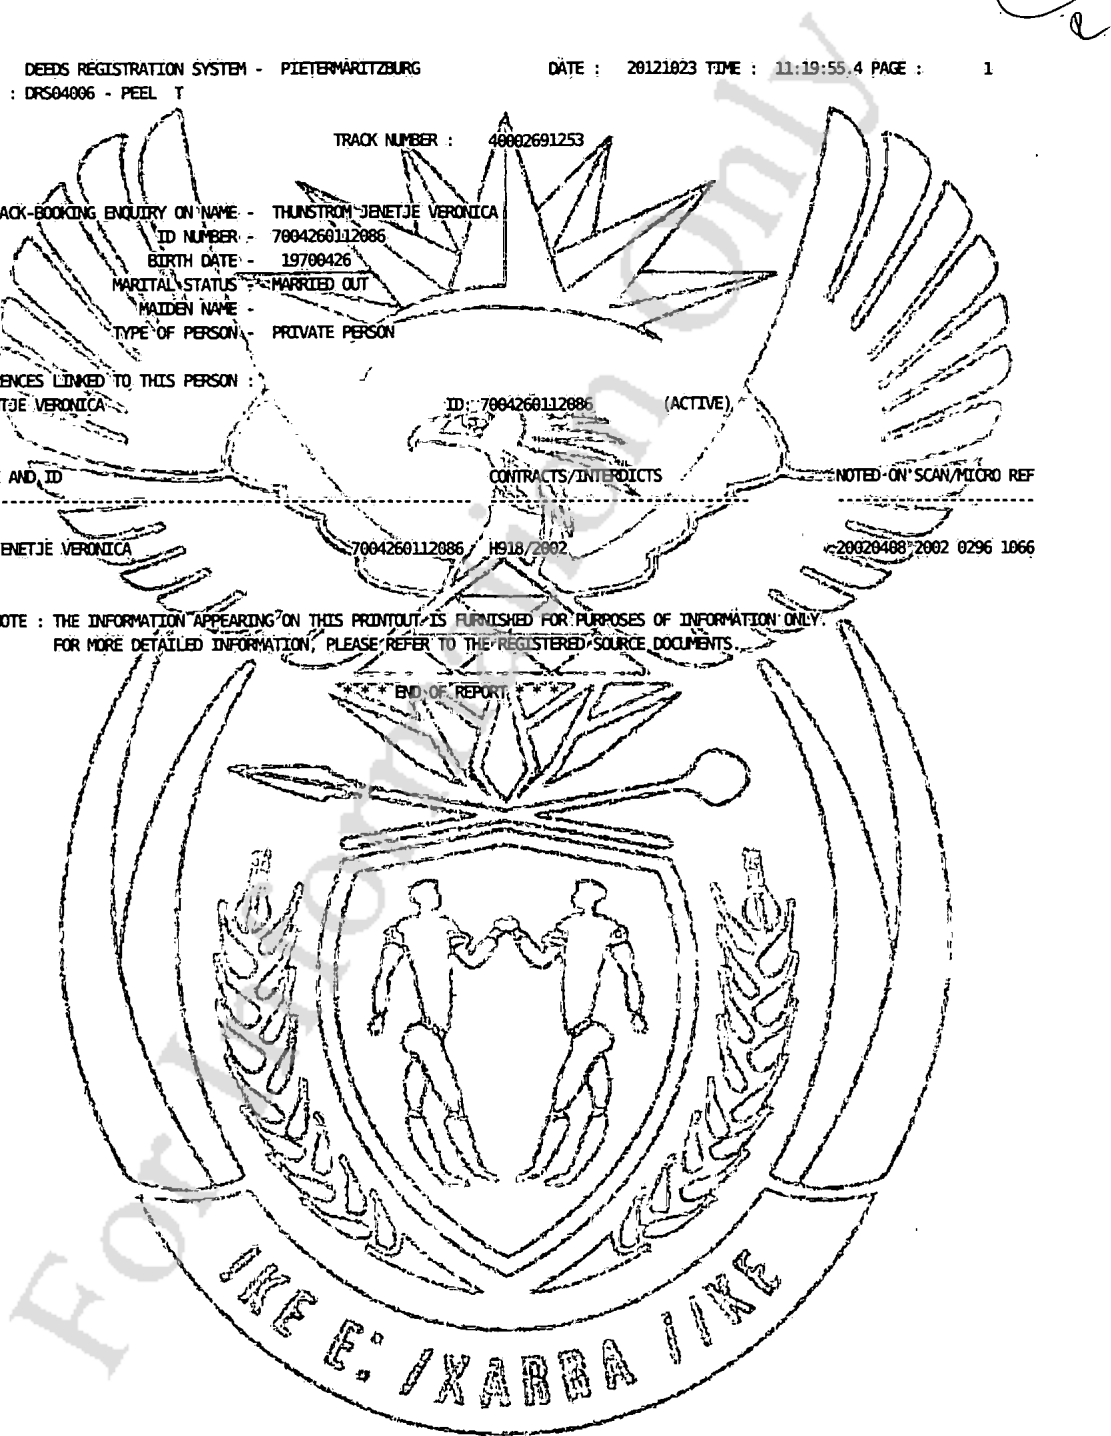 DEEDS REGISTRATION SYSTEM - PIETERMARITZBURG DATE : 20121023 TIME : 11:19:55.4 PAGE : 1
: DRS04006 - PEEL T
TRACK NUMBER : 40002691253
ACK-BOOKING ENQUIRY ON NAME - THUNSTROM JENETJE VERONICA
ID NUMBER - 7004260112086
BIRTH DATE - 19700426
MARITAL STATUS - MARRIED OUT
MAIDEN NAME -
TYPE OF PERSON - PRIVATE PERSON
ENCES LINKED TO THIS PERSON :
TJE VERONICA ID: 7004260112086 (ACTIVE)
AND ID CONTRACTS/INTERDICTS NOTED ON SCAN/MICRO REF
ENETJE VERONICA 7004260112086 H918/2002 20020408 2002 0296 1066
OTE : THE INFORMATION APPEARING ON THIS PRINTOUT IS FURNISHED FOR PURPOSES OF INFORMATION ONLY.
FOR MORE DETAILED INFORMATION, PLEASE REFER TO THE REGISTERED SOURCE DOCUMENTS.
* * * END OF REPORT * * *
For Information Only
!KE E: /XARRA //KE